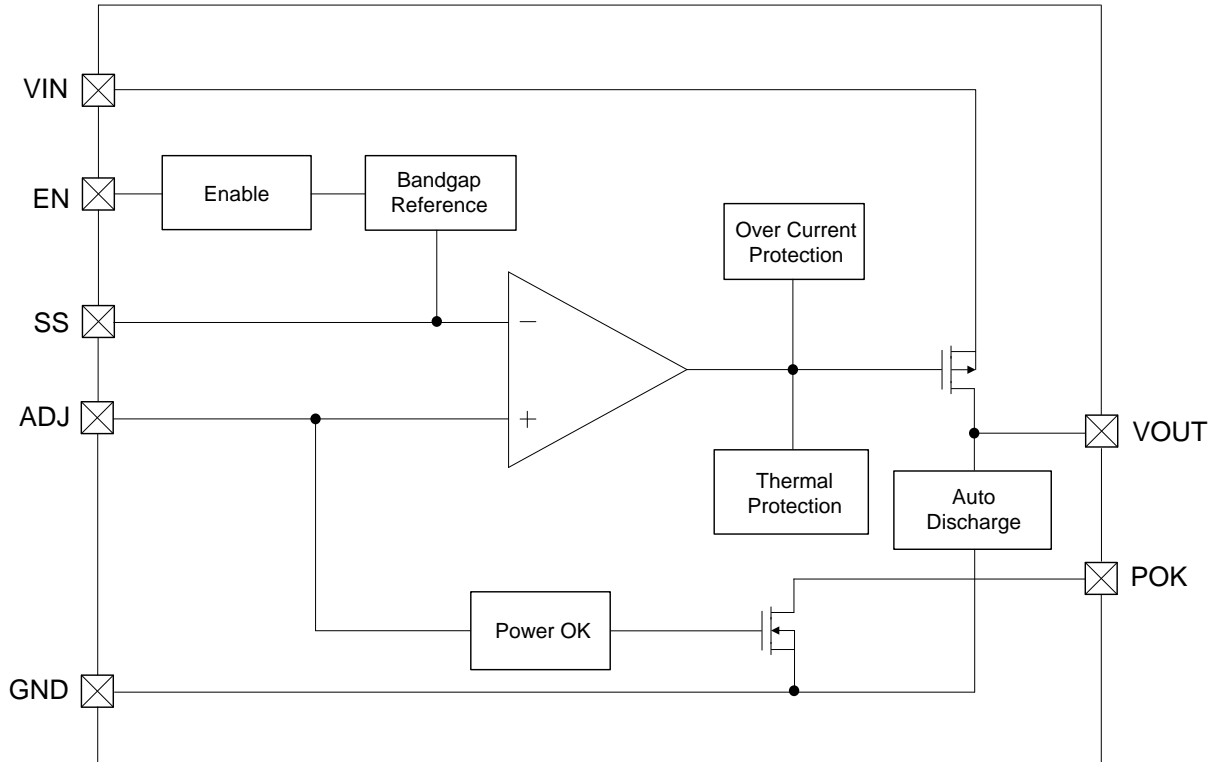 VIN
EN
Enable
Bandgap
Reference
Over Current
Protection
SS
−
ADJ
+
VOUT
Thermal
Protection
Auto
Discharge
POK
Power OK
GND